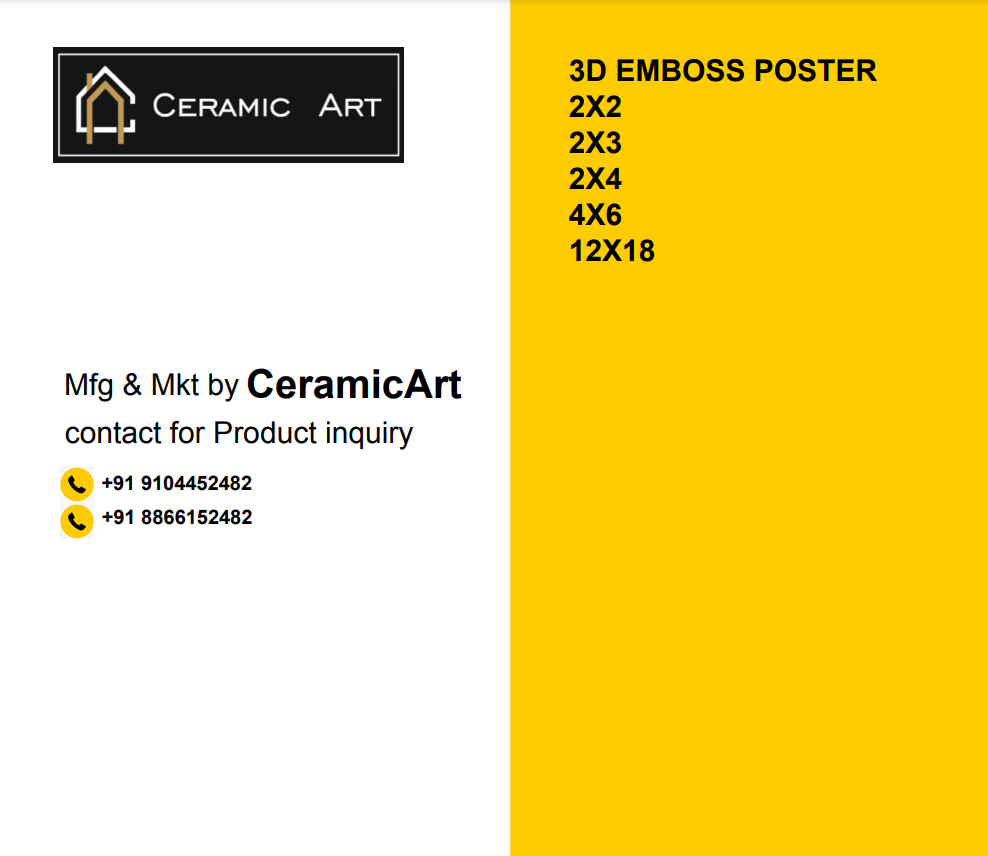 CERAMIC ART
Mfg & Mkt by CeramicArt
contact for Product inquiry
+91 9104452482
+91 8866152482
3D EMBOSS POSTER
2X2
2X3
2X4
4X6
12X18